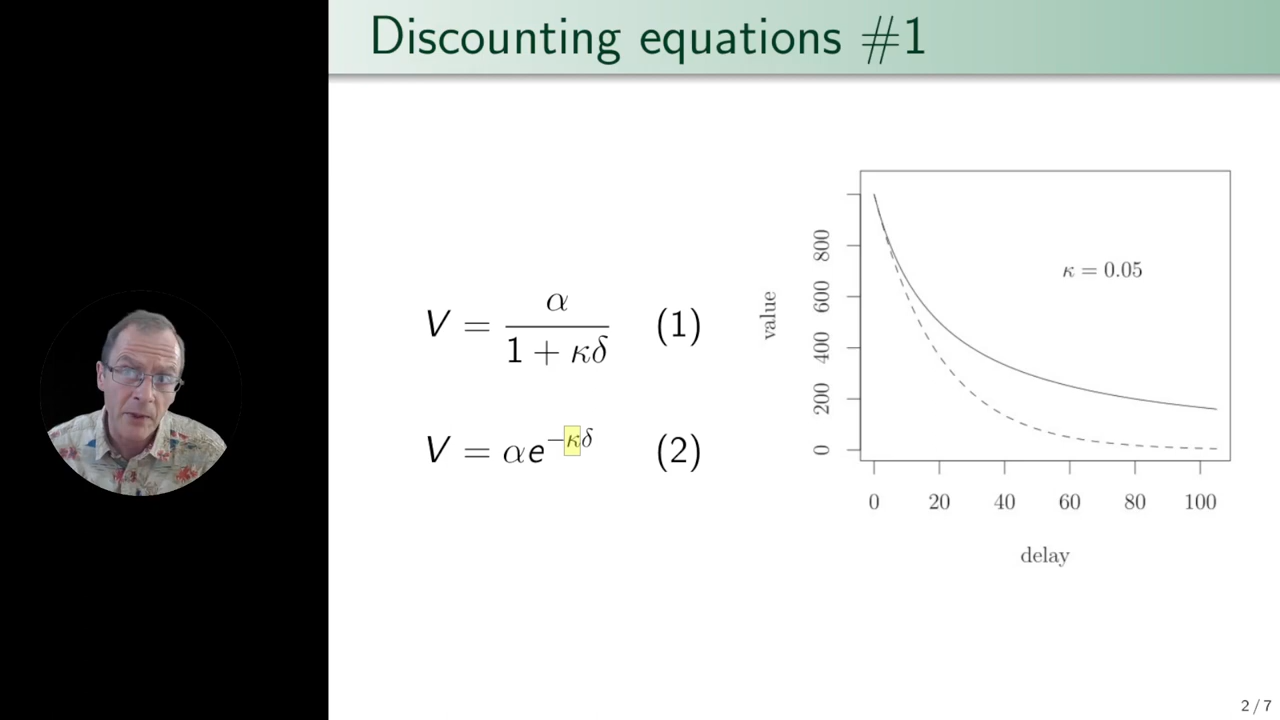 Discounting equations #1
V = α / (1 + κδ) (1)
V = αe^{−κδ} (2)
κ = 0.05
value
800
600
400
200
0
0 20 40 60 80 100
delay
2 / 7